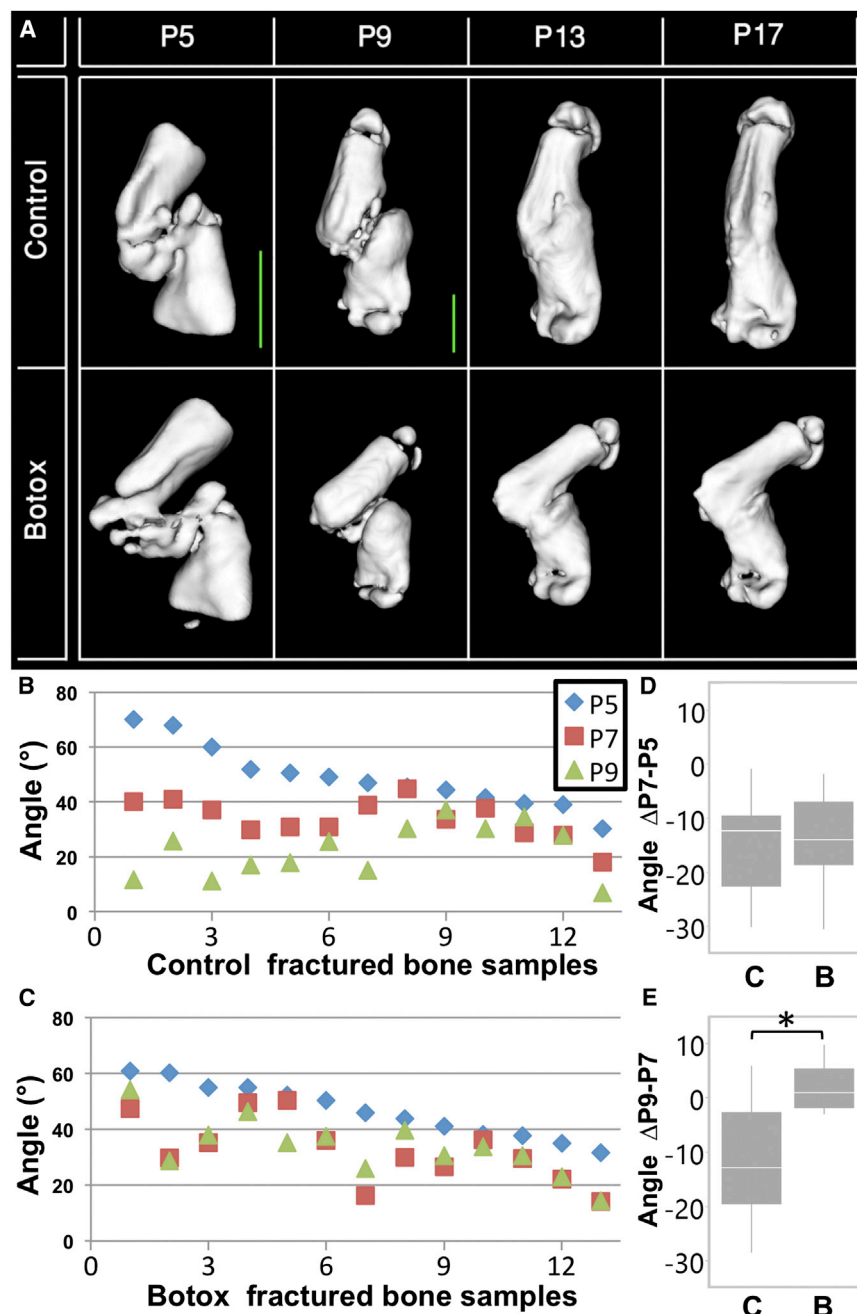 A
P5
P9
P13
P17
Control
Botox
B
80
60
40
20
0
Angle (°)
0
3
6
9
12
Control fractured bone samples
P5
P7
P9
D
10
0
-10
-20
-30
Angle ΔP7-P5
C
B
C
80
60
40
20
0
Angle (°)
0
3
6
9
12
Botox fractured bone samples
E
*
10
0
-10
-20
-30
Angle ΔP9-P7
C
B